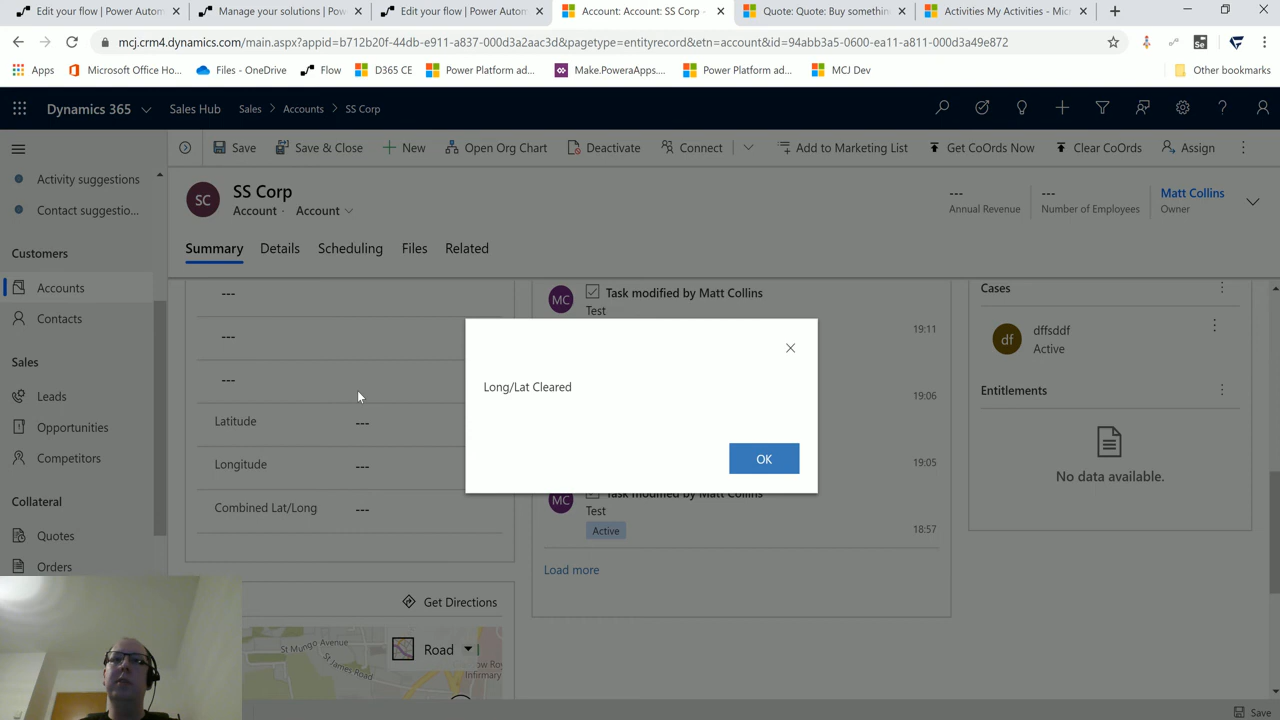 Edit your flow | Power Autom
Manage your solutions | Pow
Edit your flow | Power Autom
Account: Account: SS Corp -
Quote: Quote: Buy somethin
Activities My Activities - Micr
mcj.crm4.dynamics.com/main.aspx?appid=b712b20f-44db-e911-a837-000d3a2aac3d&pagetype=entityrecord&etn=account&id=94abb3a5-0600-ea11-a811-000d3a49e872
Apps
Microsoft Office Ho...
Files - OneDrive
Flow
D365 CE
Power Platform ad...
Make.PoweraApps....
Power Platform ad...
MCJ Dev
Other bookmarks
Dynamics 365
Sales Hub
Sales > Accounts > SS Corp
Save
Save & Close
New
Open Org Chart
Deactivate
Connect
Add to Marketing List
Get CoOrds Now
Clear CoOrds
Assign
Activity suggestions
Contact suggestio...
Customers
Accounts
Contacts
Sales
Leads
Opportunities
Competitors
Collateral
Quotes
Orders
SC
SS Corp
Account · Account
---
Annual Revenue
---
Number of Employees
Matt Collins
Owner
Summary
Details
Scheduling
Files
Related
---
---
---
Latitude ---
Longitude ---
Combined Lat/Long ---
Get Directions
St Mungo Avenue
St James Road
Road
Infirmary
MC
Task modified by Matt Collins
Test
19:11
19:06
19:05
MC
Task modified by Matt Collins
Test
Active
18:57
Load more
Long/Lat Cleared
OK
Cases
df
dffsddf
Active
Entitlements
No data available.
Save